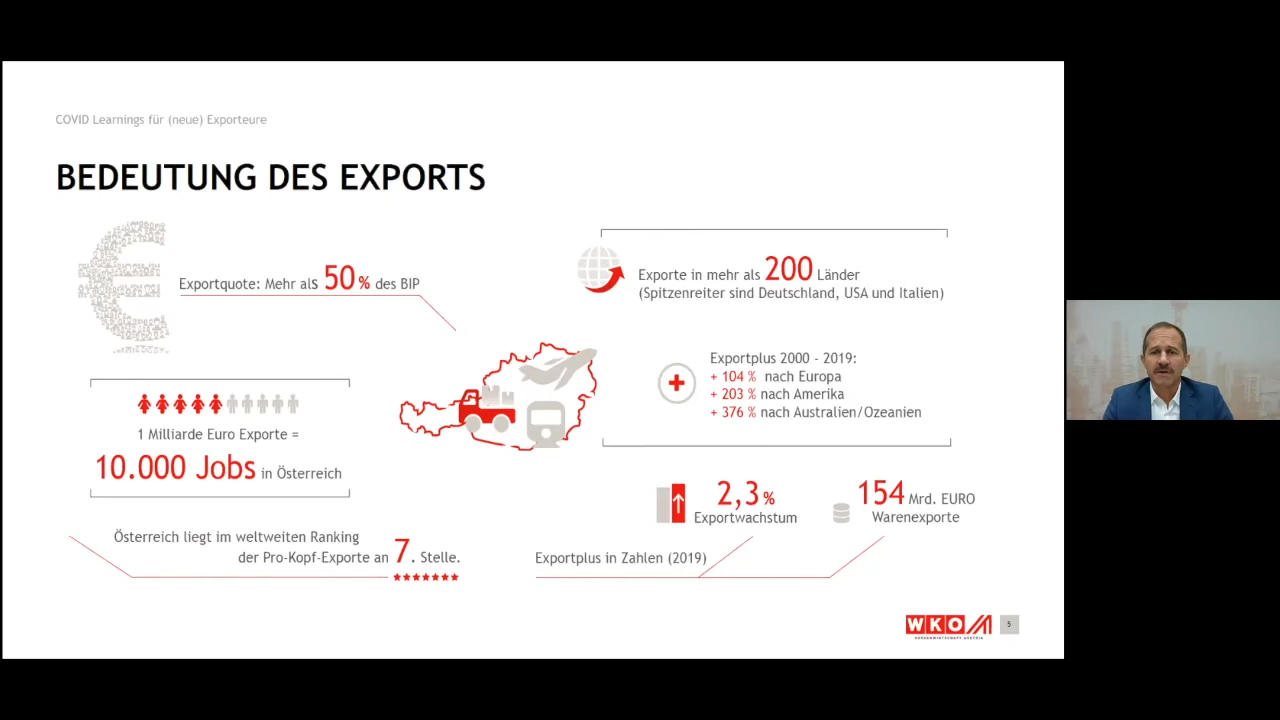 COVID Learnings für (neue) Exporteure
BEDEUTUNG DES EXPORTS
Exportquote: Mehr als 50 % des BIP
1 Milliarde Euro Exporte =
10.000 Jobs in Österreich
Österreich liegt im weltweiten Ranking
der Pro-Kopf-Exporte an 7. Stelle.
Exporte in mehr als 200 Länder
(Spitzenreiter sind Deutschland, USA und Italien)
Exportplus 2000 - 2019:
+ 104 % nach Europa
+ 203 % nach Amerika
+ 376 % nach Australien/Ozeanien
2,3 %
Exportwachstum
154 Mrd. EURO
Warenexporte
Exportplus in Zahlen (2019)
WKO
AUSSENWIRTSCHAFT AUSTRIA
5